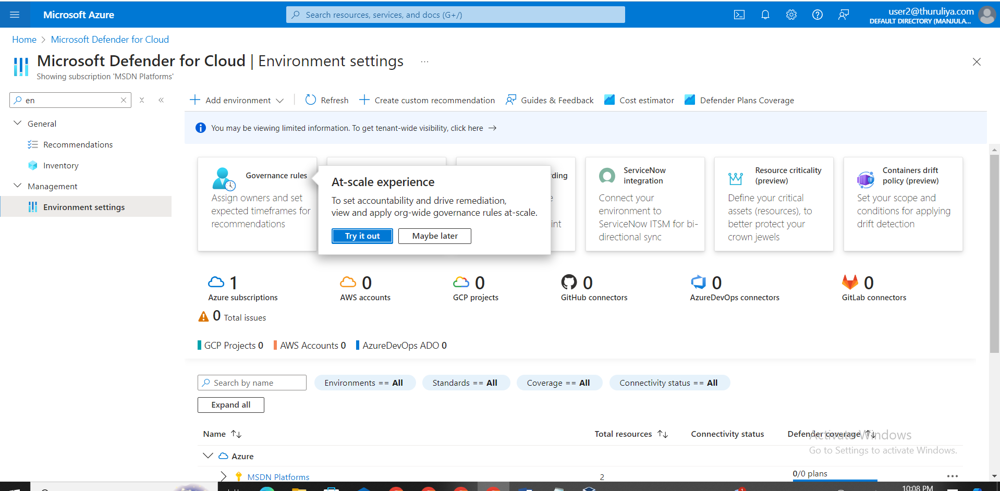 Microsoft Azure
Search resources, services, and docs (G+/)
user2@thuruliya.com
DEFAULT DIRECTORY (MANJULA...
Home > Microsoft Defender for Cloud
Microsoft Defender for Cloud | Environment settings ...
Showing subscription 'MSDN Platforms'
en
General
Recommendations
Inventory
Management
Environment settings
Add environment
Refresh
Create custom recommendation
Guides & Feedback
Cost estimator
Defender Plans Coverage
You may be viewing limited information. To get tenant-wide visibility, click here →
Governance rules
Assign owners and set
expected timeframes for
recommendations
At-scale experience
To set accountability and drive remediation,
view and apply org-wide governance rules at-scale.
Try it out
Maybe later
ServiceNow
integration
Connect your
environment to
ServiceNow ITSM for bi-
directional sync
Resource criticality
(preview)
Define your critical
assets (resources), to
better protect your
crown jewels
Containers drift
policy (preview)
Set your scope and
conditions for applying
drift detection
1
Azure subscriptions
0
AWS accounts
0
GCP projects
0
GitHub connectors
0
AzureDevOps connectors
0
GitLab connectors
0 Total issues
GCP Projects 0
AWS Accounts 0
AzureDevOps ADO 0
Search by name
Environments == All
Standards == All
Coverage == All
Connectivity status == All
Expand all
Name ↑↓
Total resources ↑↓
Connectivity status
Defender coverage ↑↓
Activate Windows
Go to Settings to activate Windows.
Azure
MSDN Platforms
2
0/0 plans
...
10:08 PM